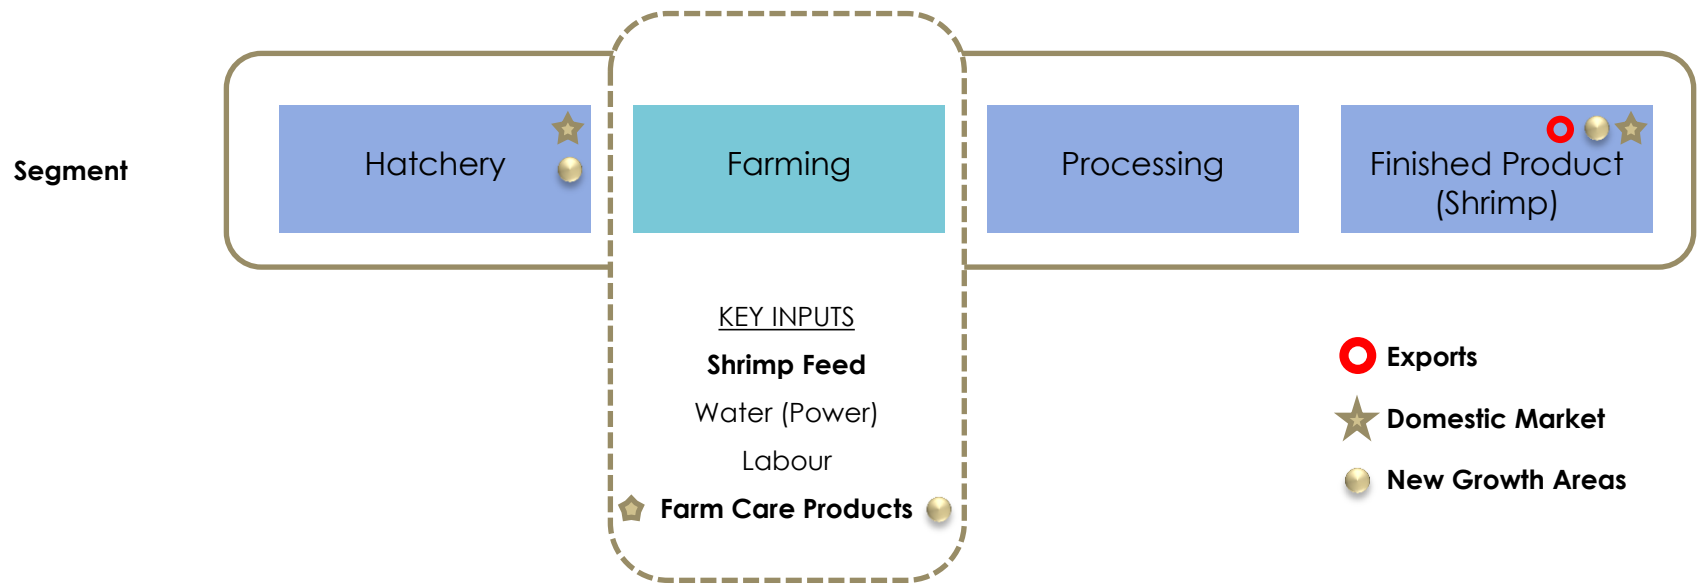 Segment
Hatchery
Farming
Processing
Finished Product
(Shrimp)
KEY INPUTS
Shrimp Feed
Water (Power)
Labour
Farm Care Products
Exports
Domestic Market
New Growth Areas